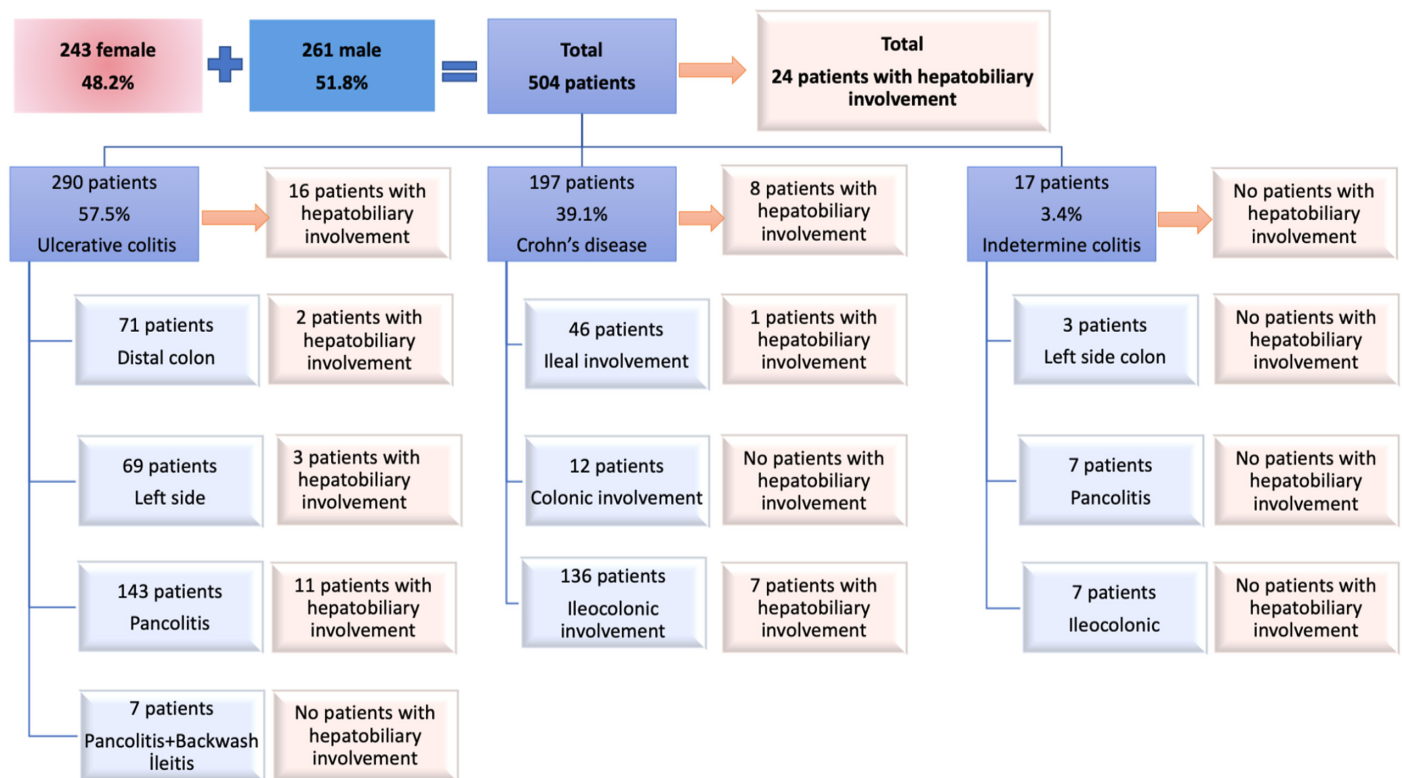 243 female
48.2%
261 male
51.8%
Total
504 patients
Total
24 patients with hepatobiliary
involvement
290 patients
57.5%
Ulcerative colitis
16 patients with
hepatobiliary
involvement
197 patients
39.1%
Crohn’s disease
8 patients with
hepatobiliary
involvement
17 patients
3.4%
Indetermine colitis
No patients with
hepatobiliary
involvement
71 patients
Distal colon
2 patients with
hepatobiliary
involvement
46 patients
Ileal involvement
1 patients with
hepatobiliary
involvement
3 patients
Left side colon
No patients with
hepatobiliary
involvement
69 patients
Left side
3 patients with
hepatobiliary
involvement
12 patients
Colonic involvement
No patients with
hepatobiliary
involvement
7 patients
Pancolitis
No patients with
hepatobiliary
involvement
143 patients
Pancolitis
11 patients with
hepatobiliary
involvement
136 patients
Ileocolonic
involvement
7 patients with
hepatobiliary
involvement
7 patients
Ileocolonic
No patients with
hepatobiliary
involvement
7 patients
Pancolitis+Backwash
İleitis
No patients with
hepatobiliary
involvement